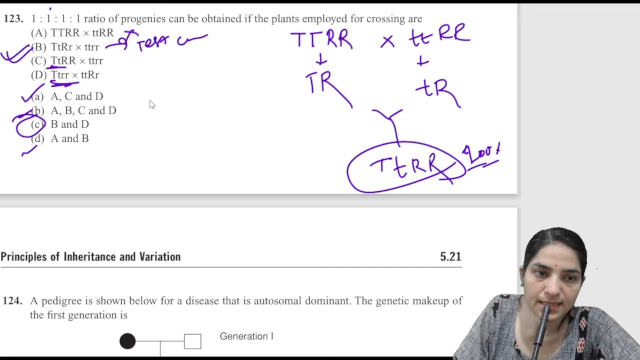 123. 1 : 1 : 1 : 1 ratio of progenies can be obtained if the plants employed for crossing are
(A) TTRR × ttRR
(B) TtRr × ttrr → Test
(C) TtRR × ttrr
(D) Ttrr × ttRr
(a) A, C and D
(b) A, B, C and D
(c) B and D
(d) A and B
TTRR × ttRR
TR tR
TtRR 100%
Principles of Inheritance and Variation 5.21
124. A pedigree is shown below for a disease that is autosomal dominant. The genetic makeup of
the first generation is
Generation I